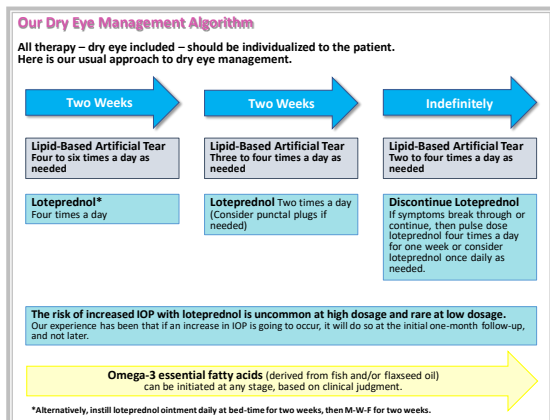 Our Dry Eye Management Algorithm
All therapy – dry eye included – should be individualized to the patient.
Here is our usual approach to dry eye management.
Two Weeks
Two Weeks
Indefinitely
Lipid-Based Artificial Tear
Four to six times a day as
needed
Lipid-Based Artificial Tear
Three to four times a day as
needed
Lipid-Based Artificial Tear
Two to four times a day as
needed
Loteprednol*
Four times a day
Loteprednol Two times a day
(Consider punctal plugs if
needed)
Discontinue Loteprednol
If symptoms break through or
continue, then pulse dose
loteprednol four times a day
for one week or consider
loteprednol once daily as
needed.
The risk of increased IOP with loteprednol is uncommon at high dosage and rare at low dosage.
Our experience has been that if an increase in IOP is going to occur, it will do so at the initial one-month follow-up,
and not later.
Omega-3 essential fatty acids (derived from fish and/or flaxseed oil)
can be initiated at any stage, based on clinical judgment.
*Alternatively, instill loteprednol ointment daily at bed-time for two weeks, then M-W-F for two weeks.